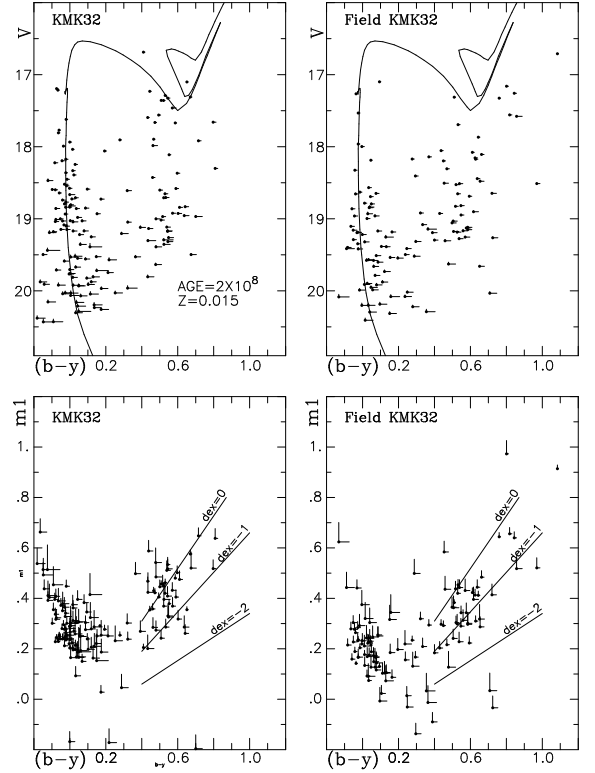 V
KMK32
17
18
19
20
AGE=2X10⁸
Z=0.015
(b-y) 0.2 0.6 1.0
V
Field KMK32
17
18
19
20
(b-y) 0.2 0.6 1.0
m1
KMK32
1.
.8
.6
.4
.2
.0
dex=0
dex=-1
dex=-2
(b-y) 0.2 0.6 1.0
m1
Field KMK32
1.
.8
.6
.4
.2
.0
dex=0
dex=-1
dex=-2
(b-y) 0.2 0.6 1.0